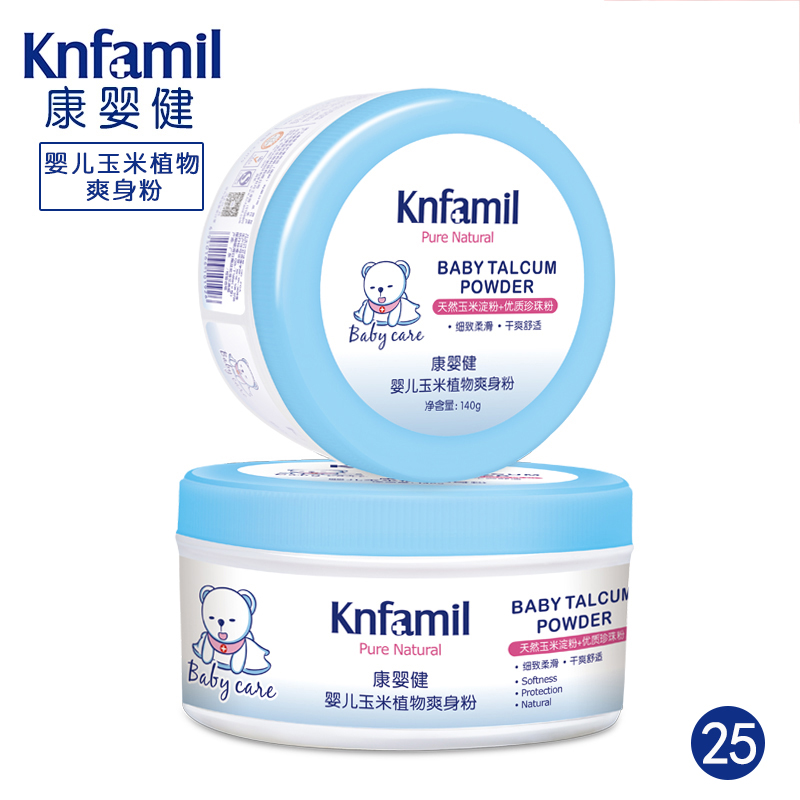 Knfamil
康婴健
婴儿玉米植物
爽身粉
Knfamil
Pure Natural
BABY TALCUM
POWDER
天然玉米淀粉+优质珍珠粉
• 细致柔滑 • 干爽舒适
Baby care
康婴健
婴儿玉米植物爽身粉
净含量: 140g
Baby care
Knfamil
Pure Natural
康婴健
婴儿玉米植物爽身粉
BABY TALCUM
POWDER
天然玉米淀粉+优质珍珠粉
• 细致柔滑 • 干爽舒适
• Softness
• Protection
• Natural
Baby care
25